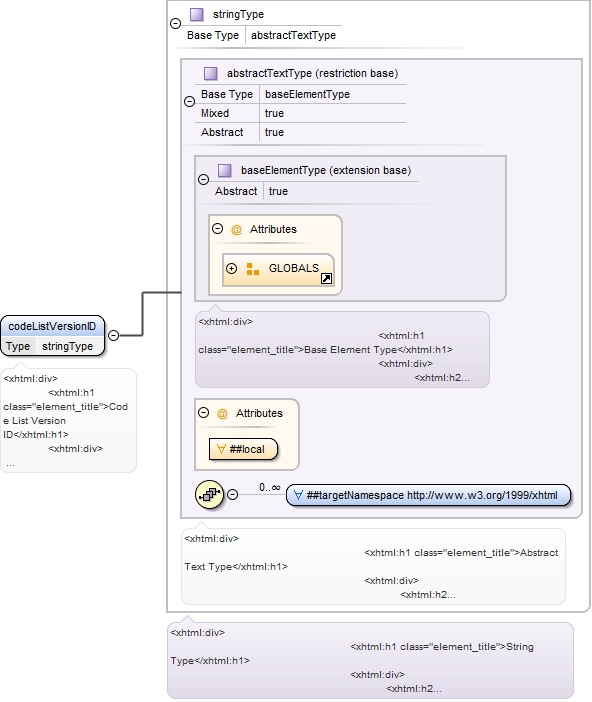 stringType
Base Type abstractTextType
abstractTextType (restriction base)
Base Type baseElementType
Mixed true
Abstract true
baseElementType (extension base)
Abstract true
@ Attributes
GLOBALS
codeListVersionID
Type stringType
<xhtml:div>
<xhtml:h1
class="element_title">Cod
e List Version
ID</xhtml:h1>
<xhtml:div>
...
<xhtml:div>
<xhtml:h1
class="element_title">Base Element Type</xhtml:h1>
<xhtml:div>
<xhtml:h2...
@ Attributes
∀ ##local
0..∞
∀ ##targetNamespace http://www.w3.org/1999/xhtml
<xhtml:div>
<xhtml:h1 class="element_title">Abstract
Text Type</xhtml:h1>
<xhtml:div>
<xhtml:h2...
<xhtml:div>
<xhtml:h1 class="element_title">String
Type</xhtml:h1>
<xhtml:div>
<xhtml:h2...